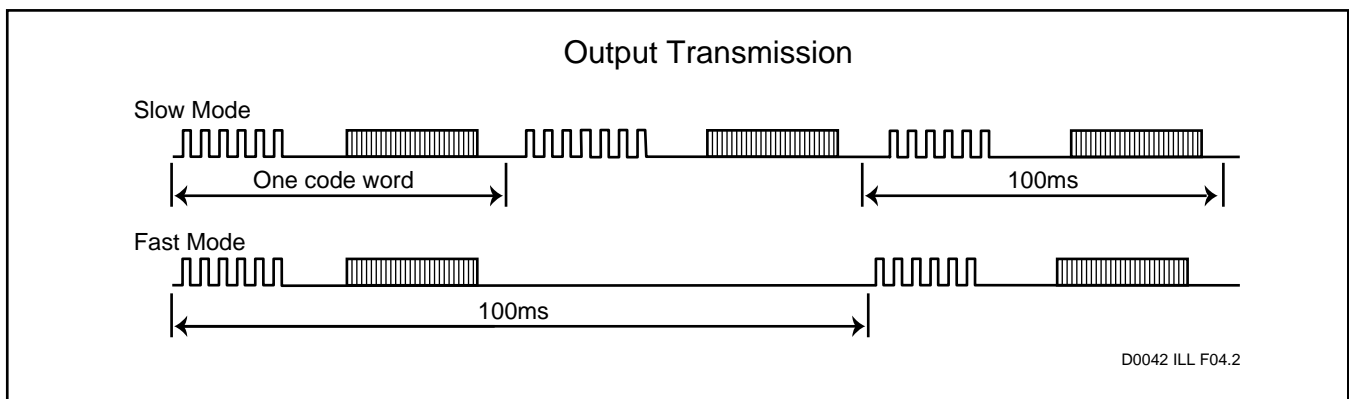 Output Transmission
Slow Mode
One code word
100ms
Fast Mode
100ms
D0042 ILL F04.2